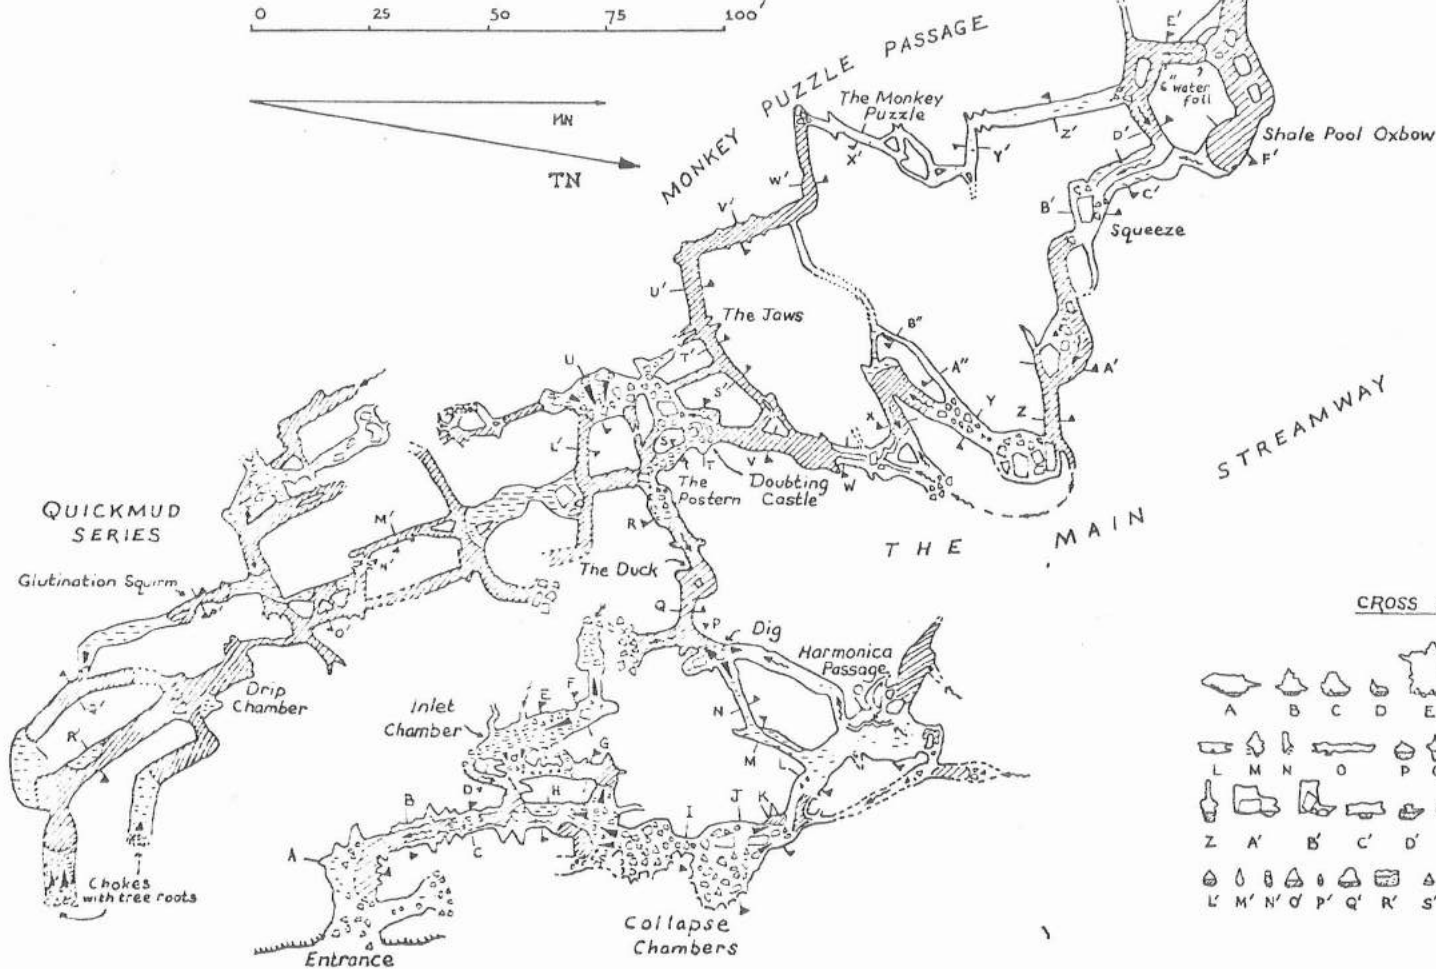 0 25 50 75 100'
MN
TN
MONKEY PUZZLE PASSAGE
The Monkey
Puzzle
6" water
fall
Shale Pool Oxbow
Squeeze
The Jaws
E'
D'
F'
Z'
Y'
X'
W'
V'
U'
C'
B'
A'
B"
A"
T'
S'
U
L'
S
T
V
W
X
Y
Z
The
Postern
Doubting
Castle
R
THE MAIN STREAMWAY
QUICKMUD
SERIES
Glutination Squirm
M'
N'
P'
O'
Q'
R'
Drip
Chamber
Chokes
with tree roots
The Duck
Q
P
Dig
Harmonica
Passage
Inlet
Chamber
E
F
G
N
M
L
D
H
B
C
A
I
J
K
Collapse
Chambers
Entrance
CROSS
A B C D E
L M N O P
Z A' B' C' D'
L' M' N' O' P' Q' R' S'